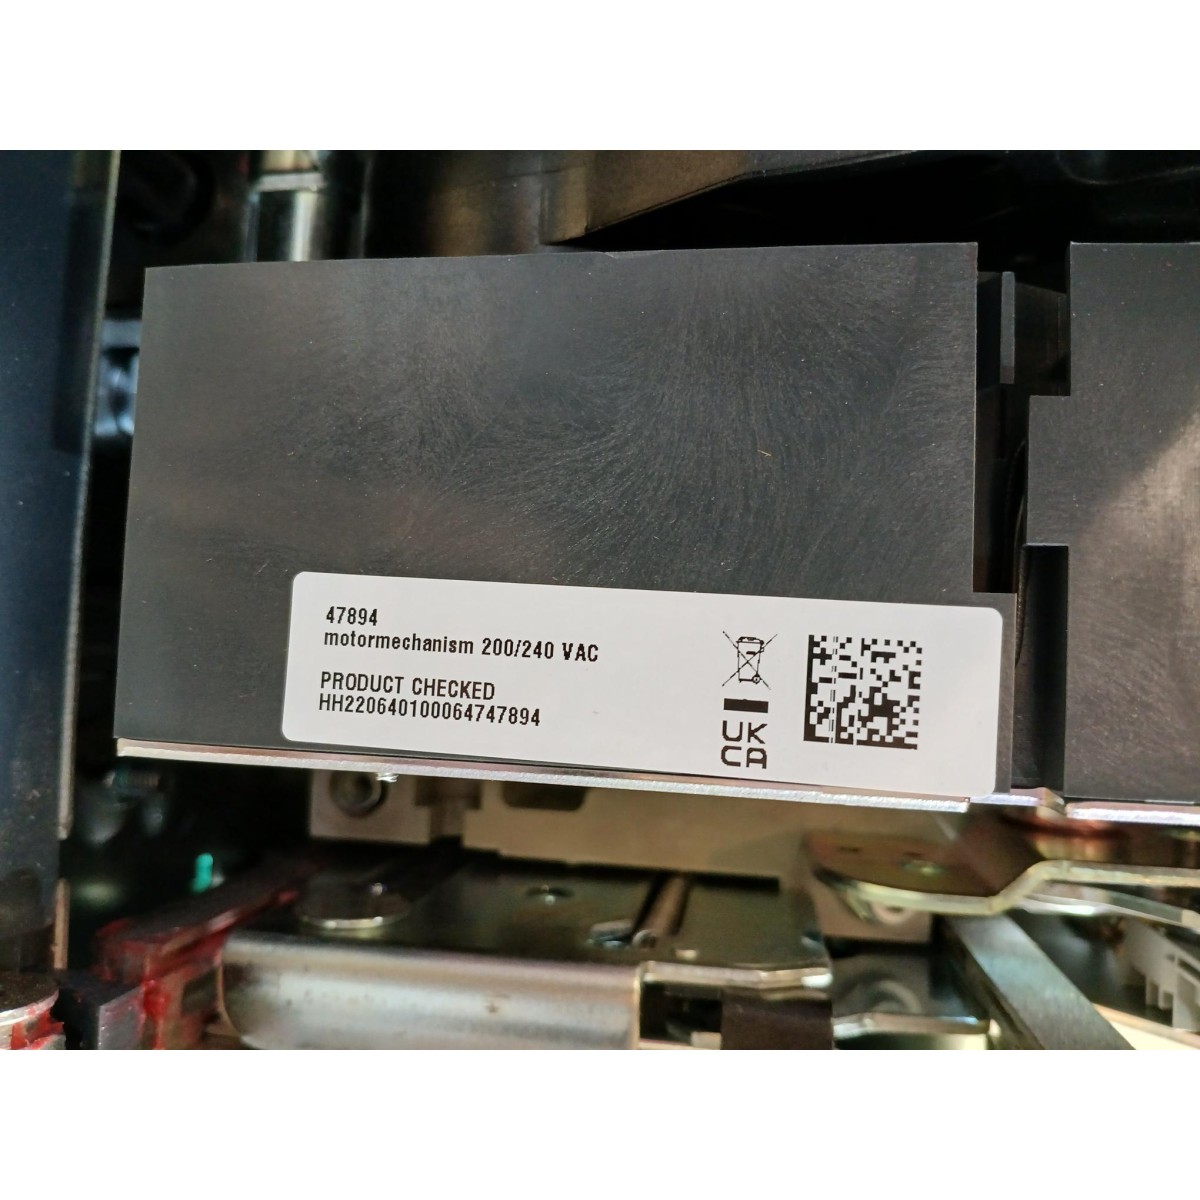 47894
motormechanism 200/240 VAC
PRODUCT CHECKED
HH220640100064747894
UK
CA